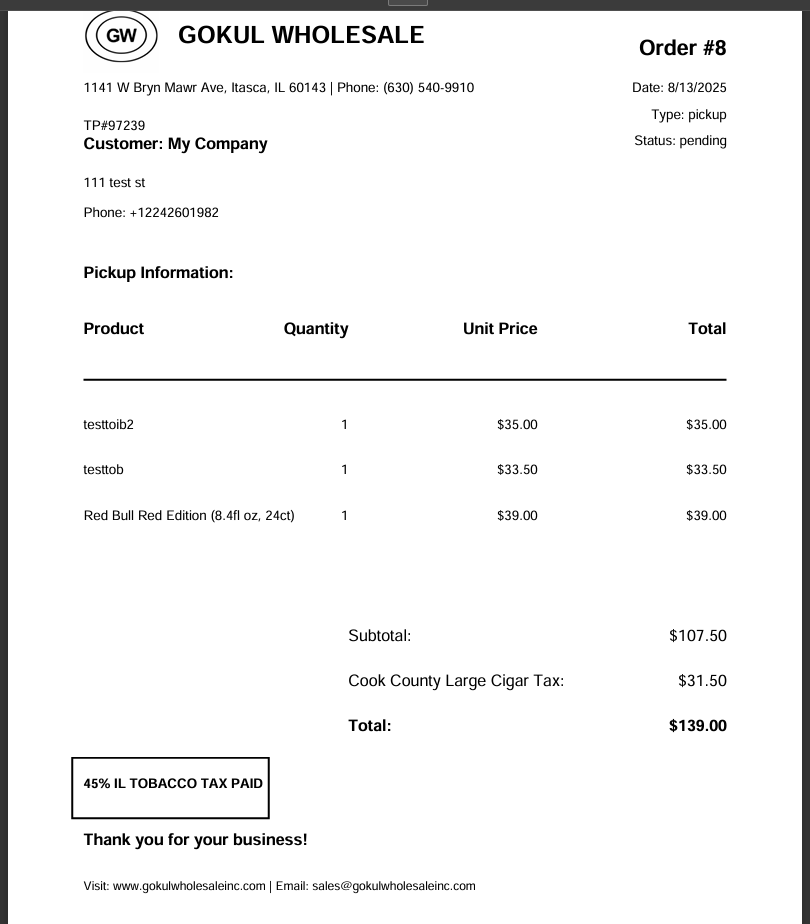 GW GOKUL WHOLESALE
Order #8
1141 W Bryn Mawr Ave, Itasca, IL 60143 | Phone: (630) 540-9910
Date: 8/13/2025
Type: pickup
TP#97239
Status: pending
Customer: My Company
111 test st
Phone: +12242601982
Pickup Information:
Product Quantity Unit Price Total
testtoib2 1 $35.00 $35.00
testtob 1 $33.50 $33.50
Red Bull Red Edition (8.4fl oz, 24ct) 1 $39.00 $39.00
Subtotal: $107.50
Cook County Large Cigar Tax: $31.50
Total: $139.00
45% IL TOBACCO TAX PAID
Thank you for your business!
Visit: www.gokulwholesaleinc.com | Email: sales@gokulwholesaleinc.com